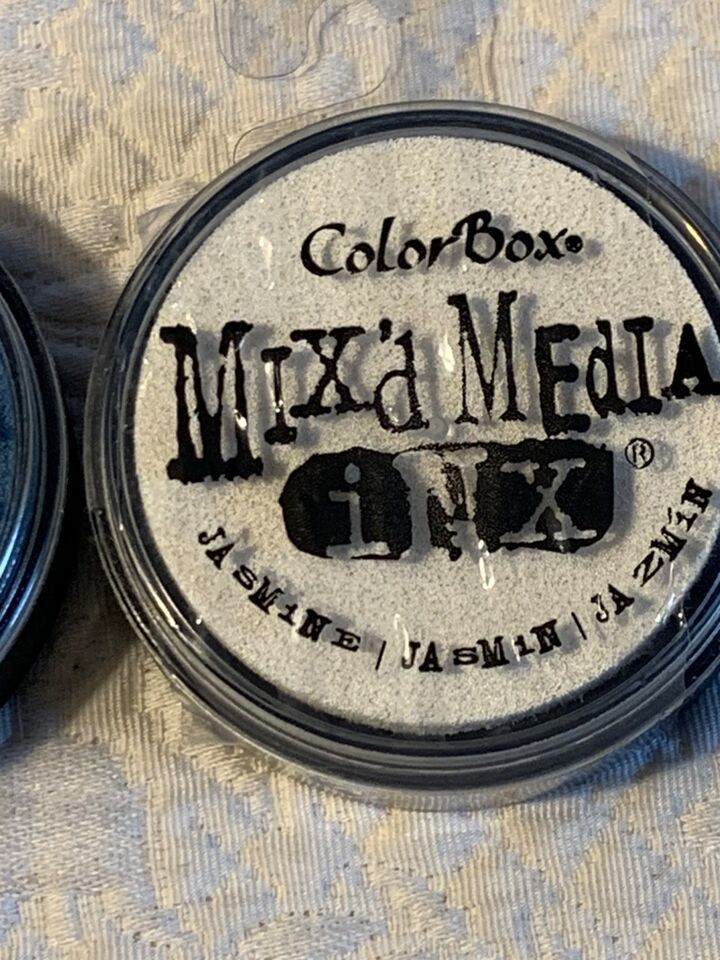 ColorBox®
Mix'd Media
iNX®
JASMiNE | JASMiN | JAZMiN